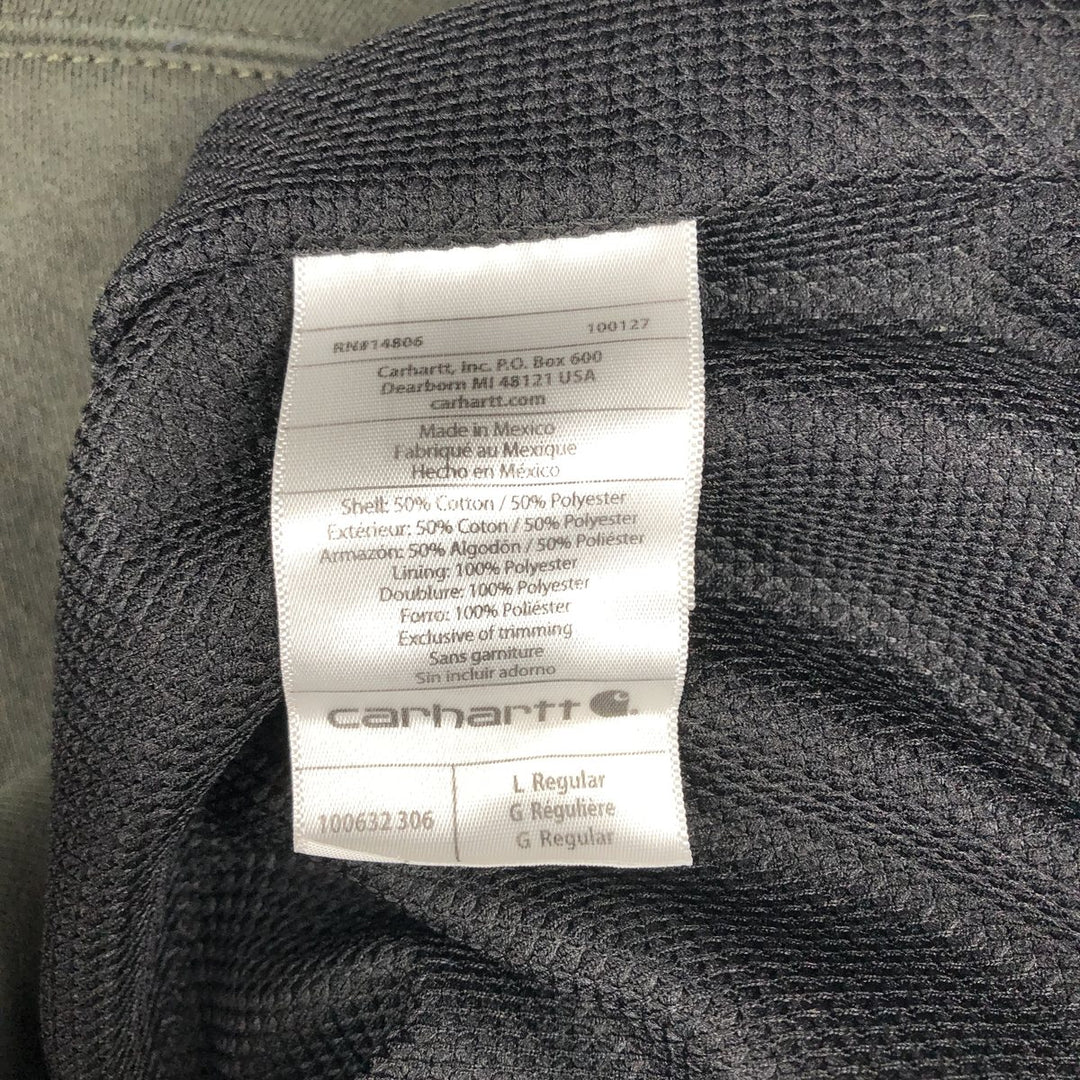 RN#14806 100127
Carhartt, Inc. P.O. Box 600
Dearborn MI 48121 USA
carhartt.com
Made in Mexico
Fabriqué au Mexique
Hecho en México
Shell: 50% Cotton / 50% Polyester
Extérieur: 50% Coton / 50% Polyester
Armazón: 50% Algodón / 50% Poliéster
Lining: 100% Polyester
Doublure: 100% Polyester
Forro: 100% Poliéster
Exclusive of trimming
Sans garniture
Sin incluir adorno
carhartt
100632 306
L Regular
G Régulière
G Regular